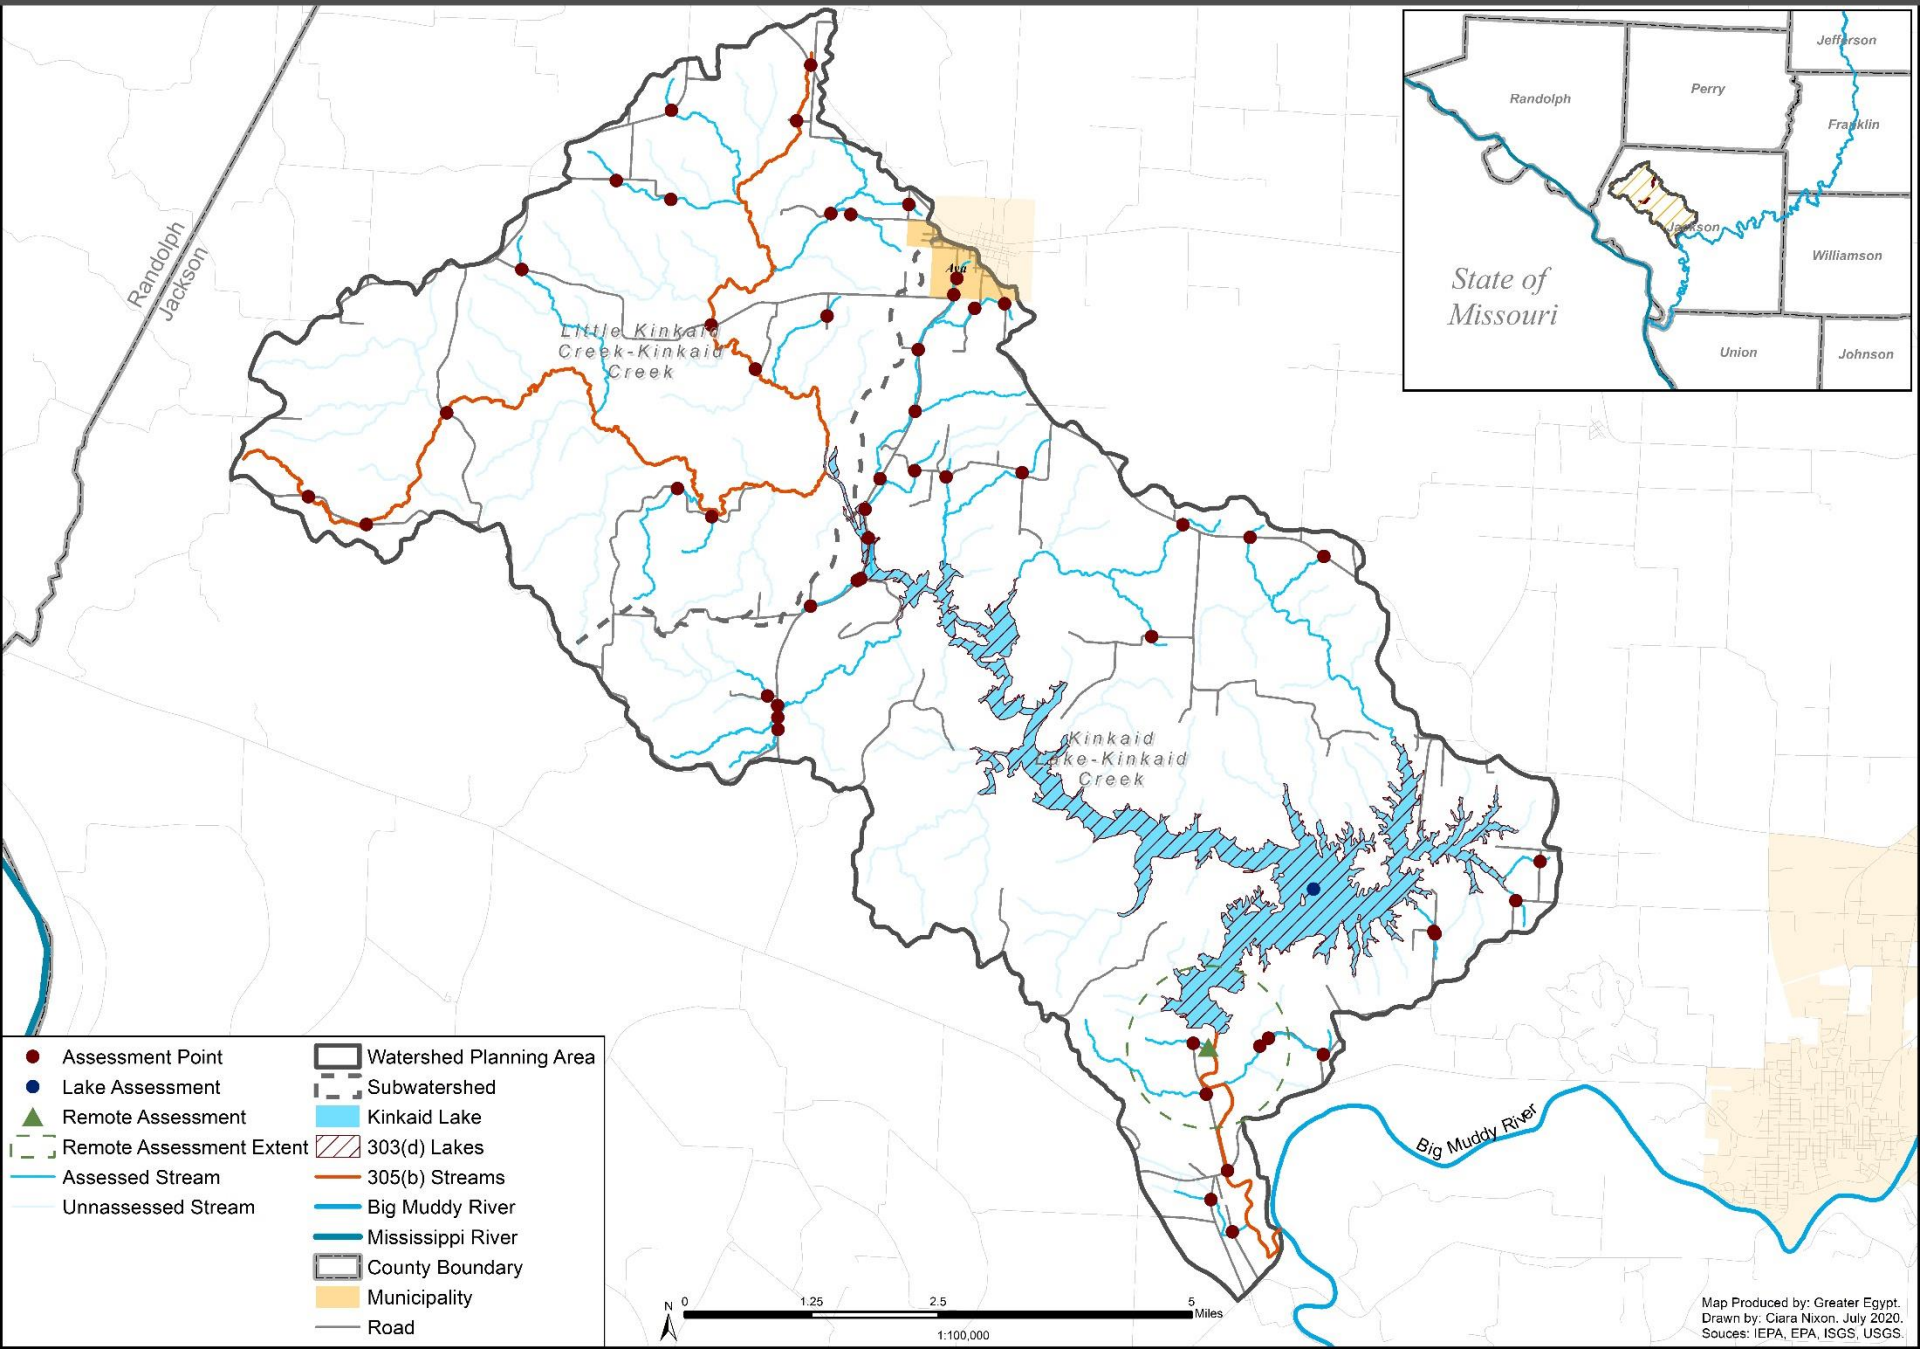 Jefferson
Randolph
Perry
Franklin
Jackson
Williamson
State of
Missouri
Union
Johnson
Randolph
Jackson
Ava
Little Kinkaid
Creek-Kinkaid
Creek
Kinkaid
Lake-Kinkaid
Creek
Big Muddy River
Assessment Point
Lake Assessment
Remote Assessment
Remote Assessment Extent
Assessed Stream
Unnassessed Stream
Watershed Planning Area
Subwatershed
Kinkaid Lake
303(d) Lakes
305(b) Streams
Big Muddy River
Mississippi River
County Boundary
Municipality
Road
N
0 1.25 2.5 5
Miles
1:100,000
Map Produced by: Greater Egypt.
Drawn by: Ciara Nixon. July 2020.
Souces: IEPA, EPA, ISGS, USGS.